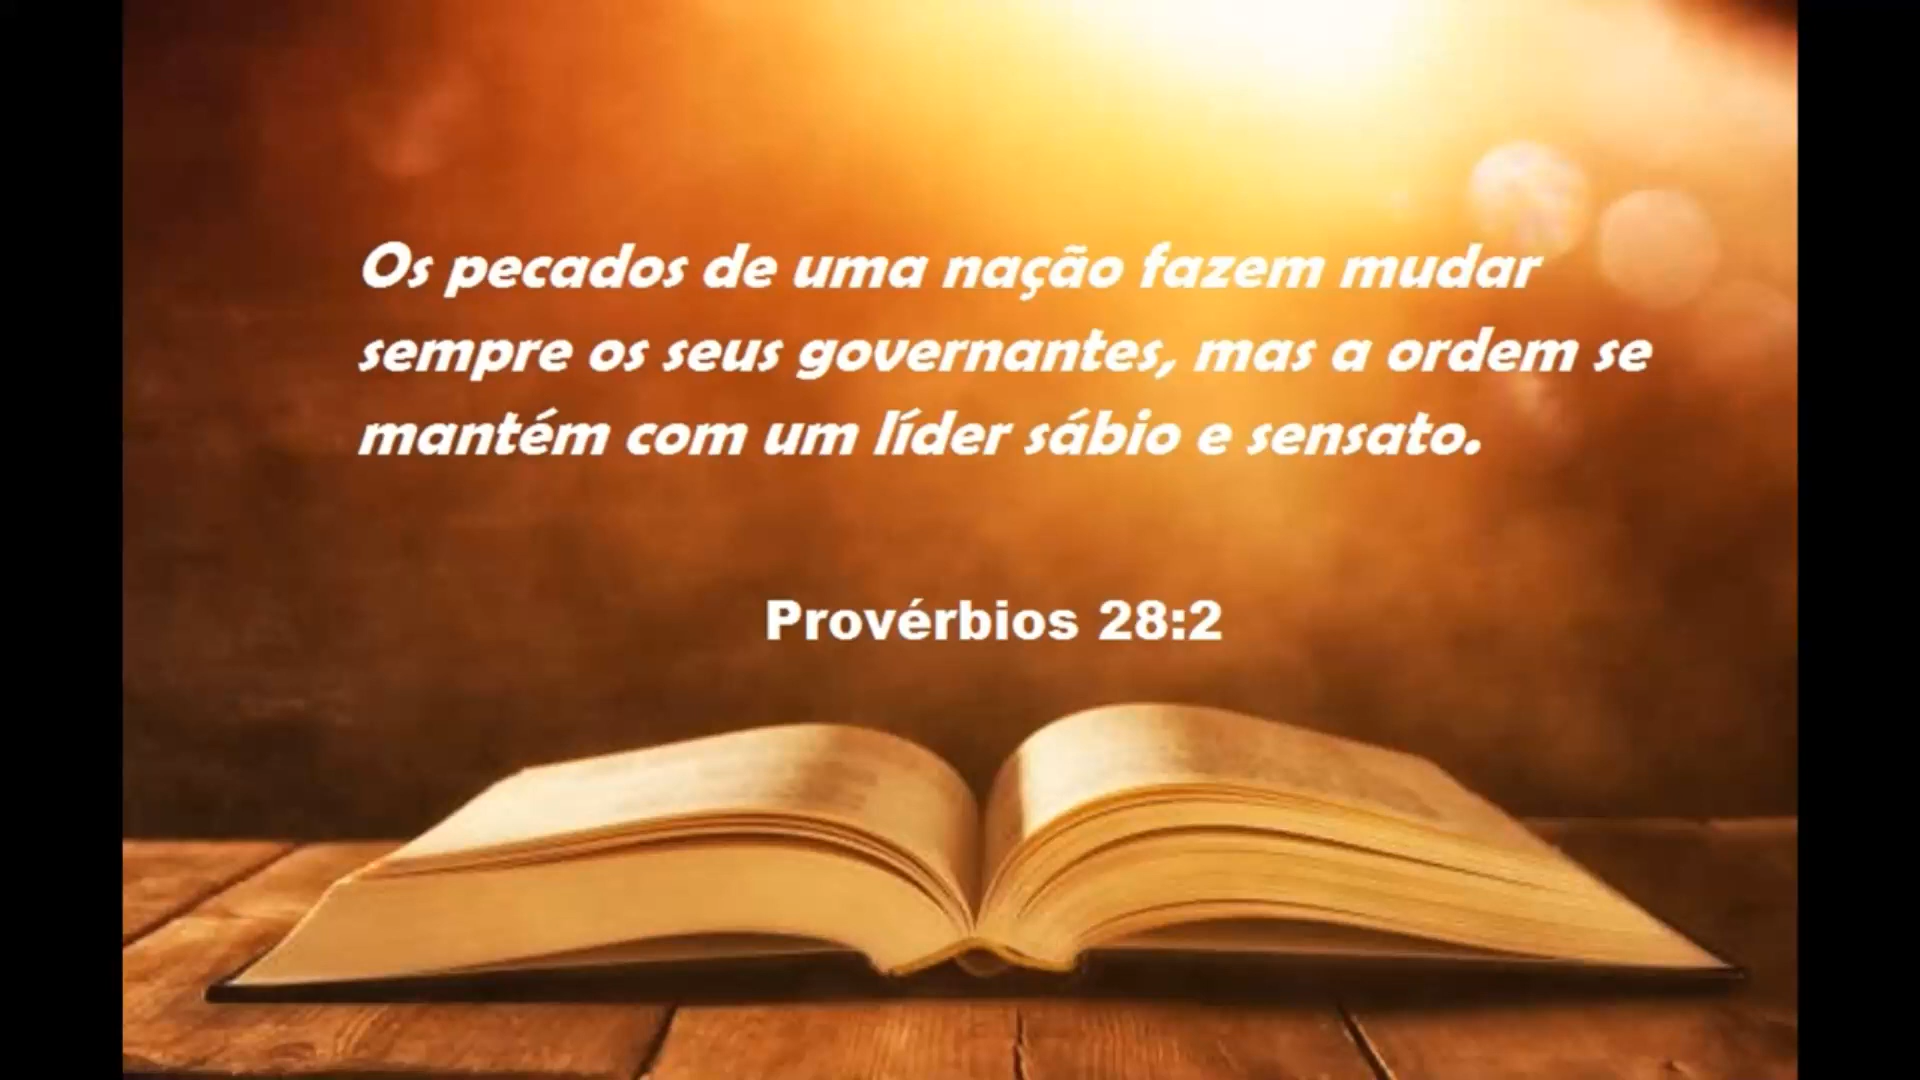 Os pecados de uma nação fazem mudar
sempre os seus governantes, mas a ordem se
mantém com um líder sábio e sensato.
Provérbios 28:2